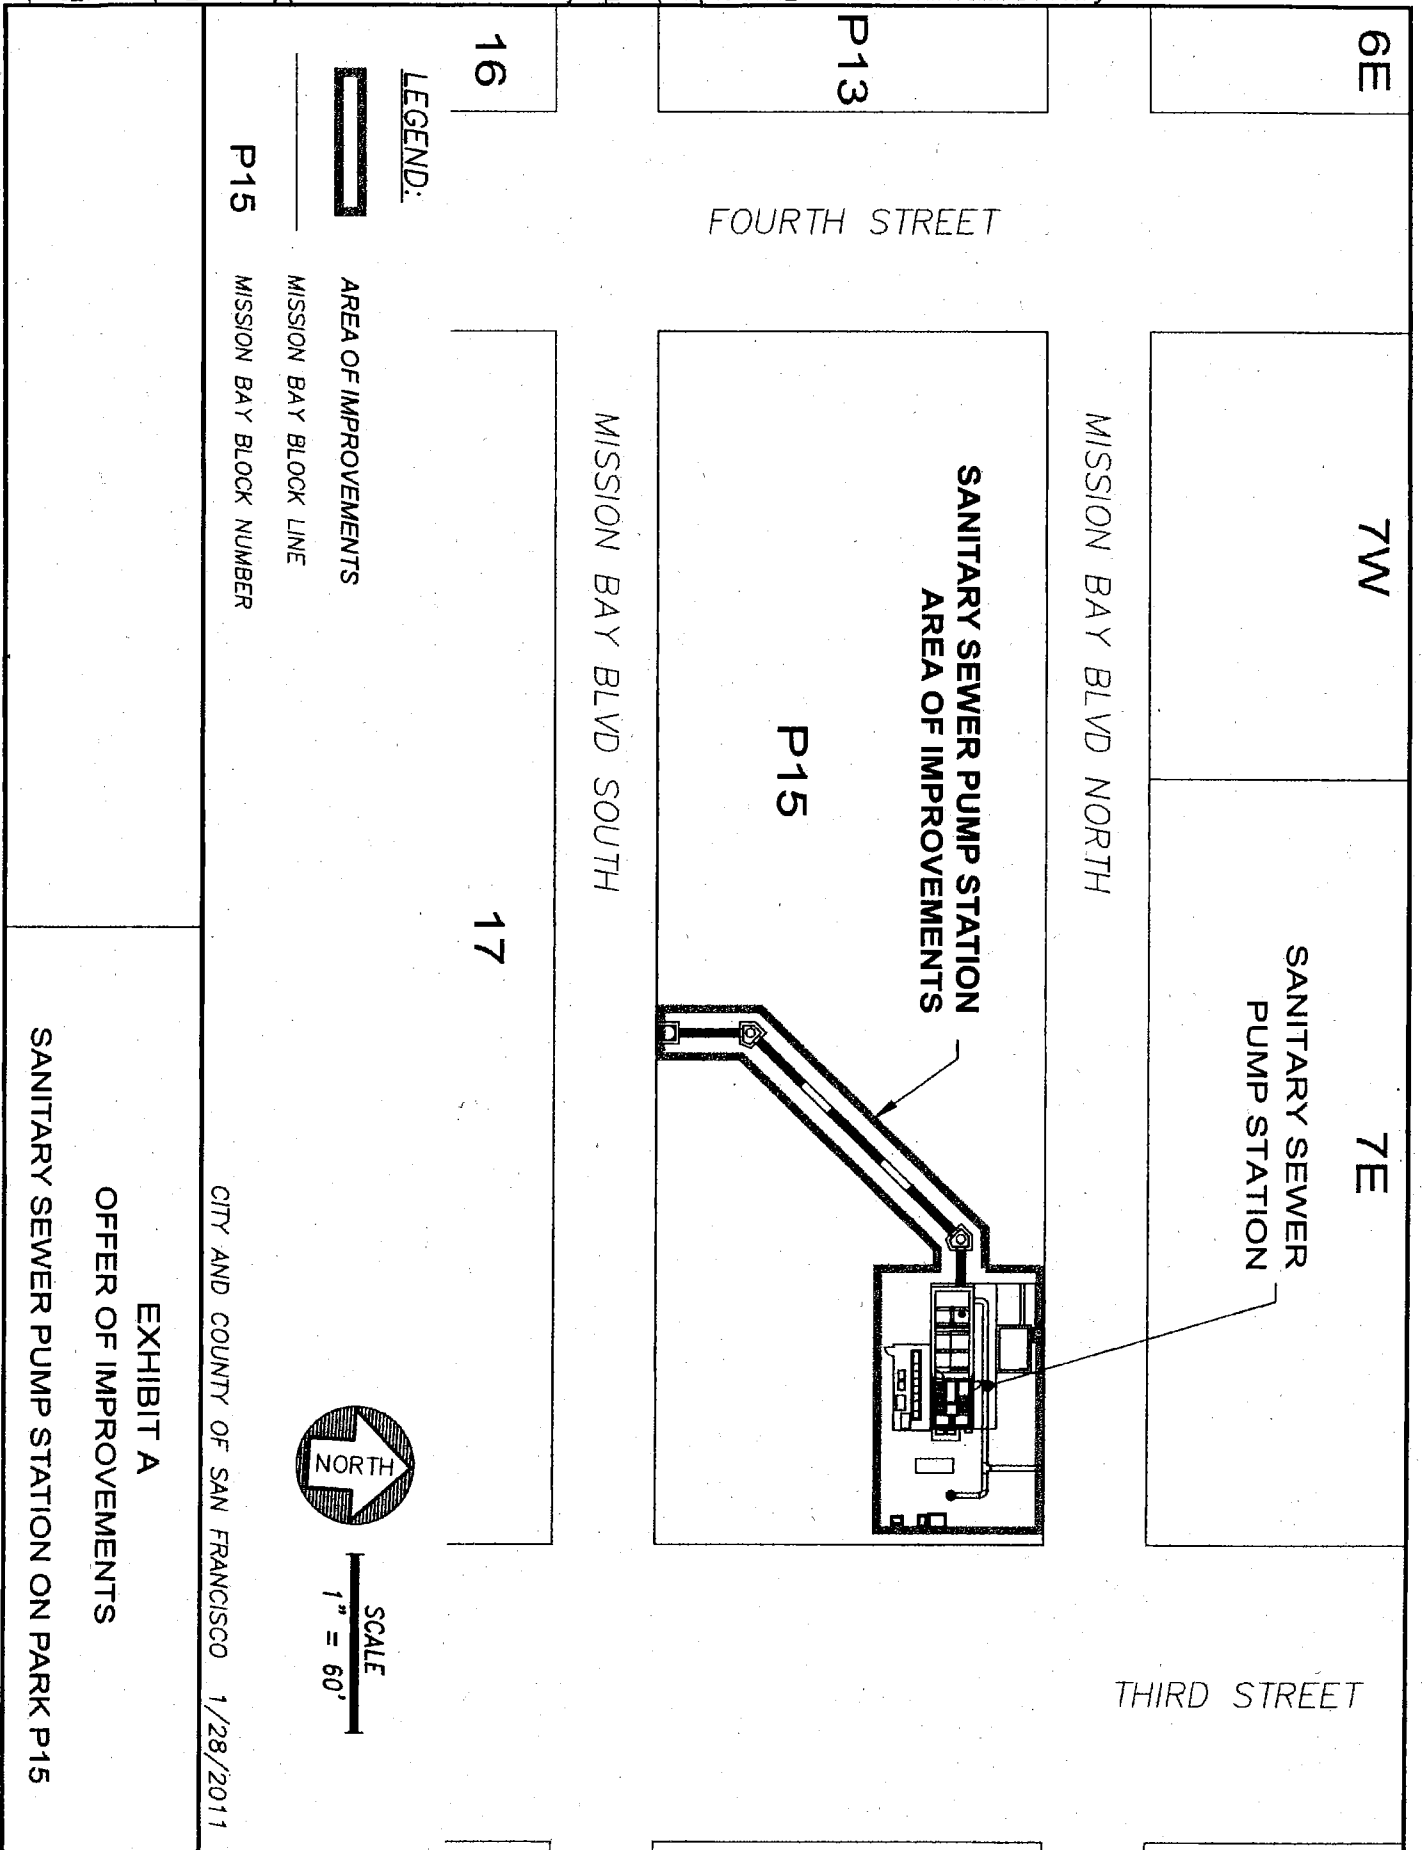 6E
7W
7E
SANITARY SEWER
PUMP STATION
MISSION BAY BLVD NORTH
P13
FOURTH STREET
SANITARY SEWER PUMP STATION
AREA OF IMPROVEMENTS
P15
THIRD STREET
MISSION BAY BLVD SOUTH
16
17
LEGEND:
AREA OF IMPROVEMENTS
MISSION BAY BLOCK LINE
P15
MISSION BAY BLOCK NUMBER
NORTH
SCALE
1" = 60'
CITY AND COUNTY OF SAN FRANCISCO 1/28/2011
EXHIBIT A
OFFER OF IMPROVEMENTS
SANITARY SEWER PUMP STATION ON PARK P15